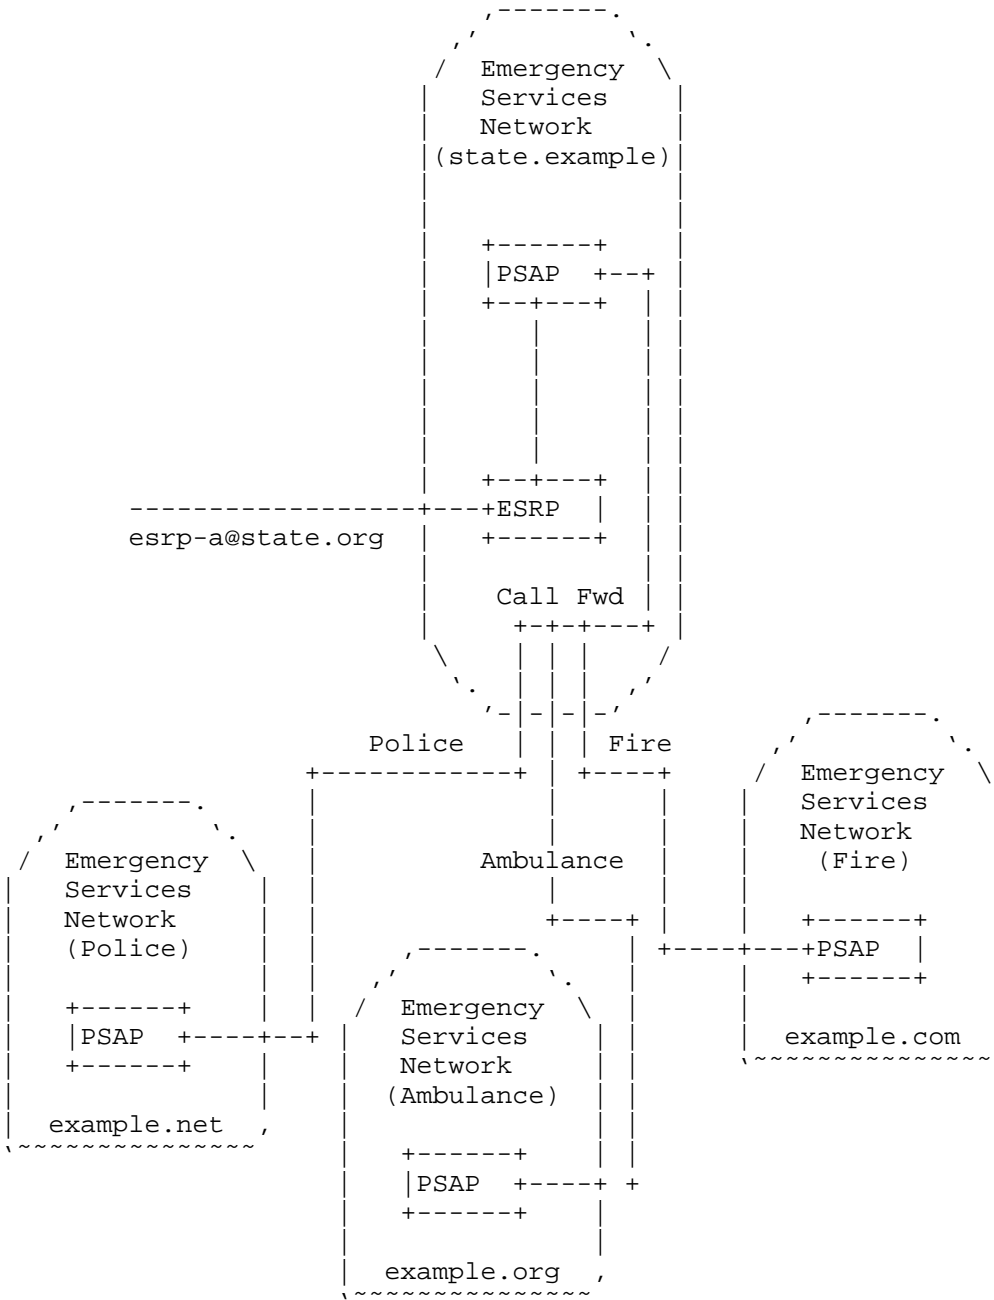 Emergency
Services
Network
(state.example)
PSAP
ESRP
esrp-a@state.org
Call Fwd
Police
Fire
Emergency
Services
Network
(Fire)
PSAP
example.com
Ambulance
Emergency
Services
Network
(Police)
PSAP
example.net
Emergency
Services
Network
(Ambulance)
PSAP
example.org